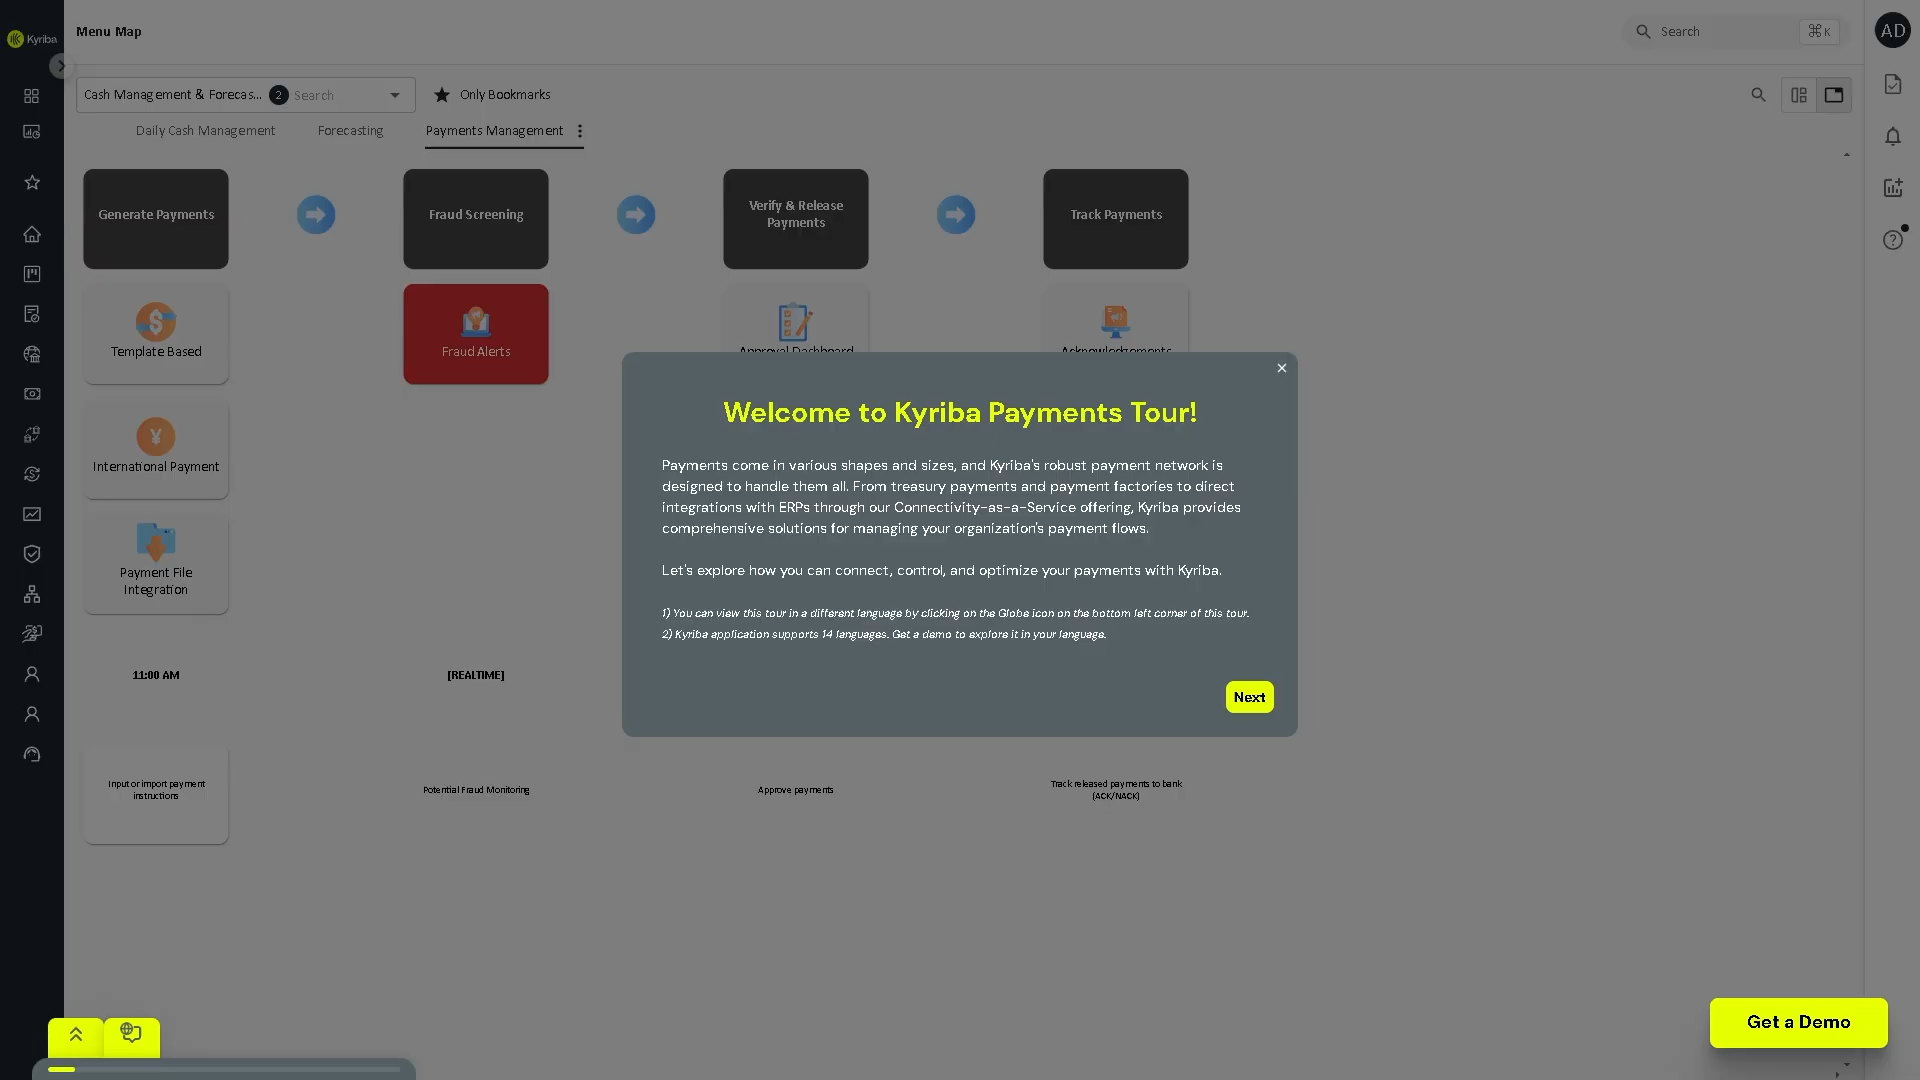 Kyriba
Menu Map
Search
⌘ K
AD
Cash Management & Forecas...
2
Search
Only Bookmarks
Daily Cash Management
Forecasting
Payments Management
Generate Payments
Fraud Screening
Verify & Release
Payments
Track Payments
Template Based
Fraud Alerts
Approval Dashboard
Acknowledgements
International Payment
Payment File
Integration
Welcome to Kyriba Payments Tour!
Payments come in various shapes and sizes, and Kyriba's robust payment network is
designed to handle them all. From treasury payments and payment factories to direct
integrations with ERPs through our Connectivity-as-a-Service offering, Kyriba provides
comprehensive solutions for managing your organization's payment flows.
Let's explore how you can connect, control, and optimize your payments with Kyriba.
1) You can view this tour in a different language by clicking on the Globe icon on the bottom left corner of this tour.
2) Kyriba application supports 14 languages. Get a demo to explore it in your language.
Next
11:00 AM
[REALTIME]
Input or import payment
instructions
Potential Fraud Monitoring
Approve payments
Track released payments to bank
(ACK/NACK)
Get a Demo